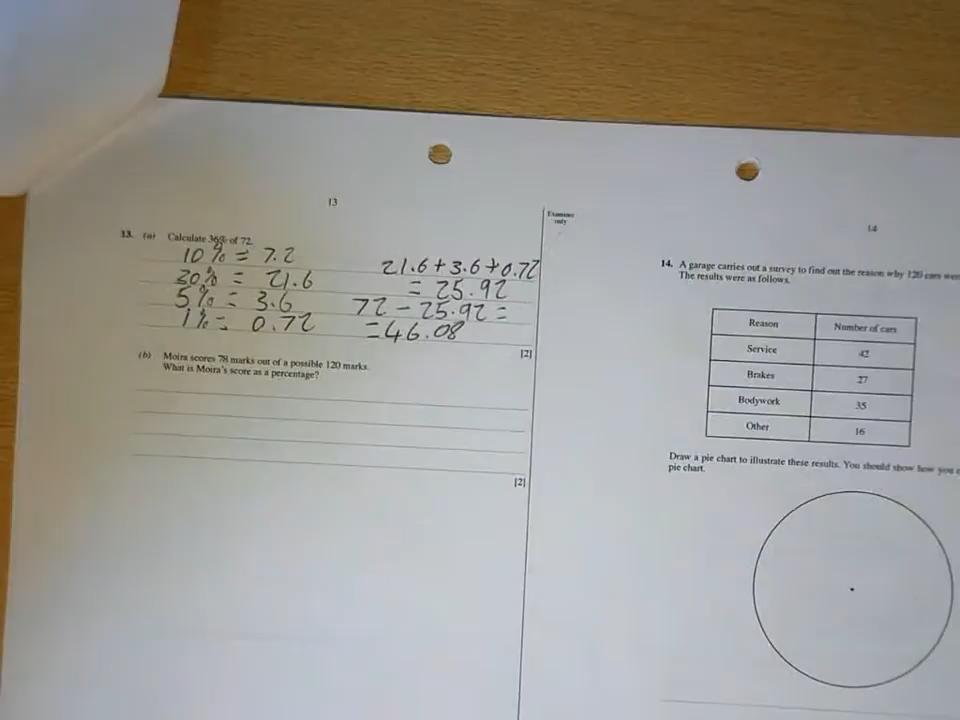 13
13. (a) Calculate 36% of 72.
10% = 7.2
30% = 21.6
5% = 3.6
1% = 0.72
21.6 + 3.6 + 0.72
= 25.92
72 - 25.92 =
= 46.08
[2]
(b) Moira scores 78 marks out of a possible 120 marks.
What is Moira's score as a percentage?
[2]
Examiner
only
14
14. A garage carries out a survey to find out the reason why 120 cars
The results were as follows.
Reason Number of cars
Service 42
Brakes 27
Bodywork 35
Other 16
Draw a pie chart to illustrate these results. You should show how you
pie chart.